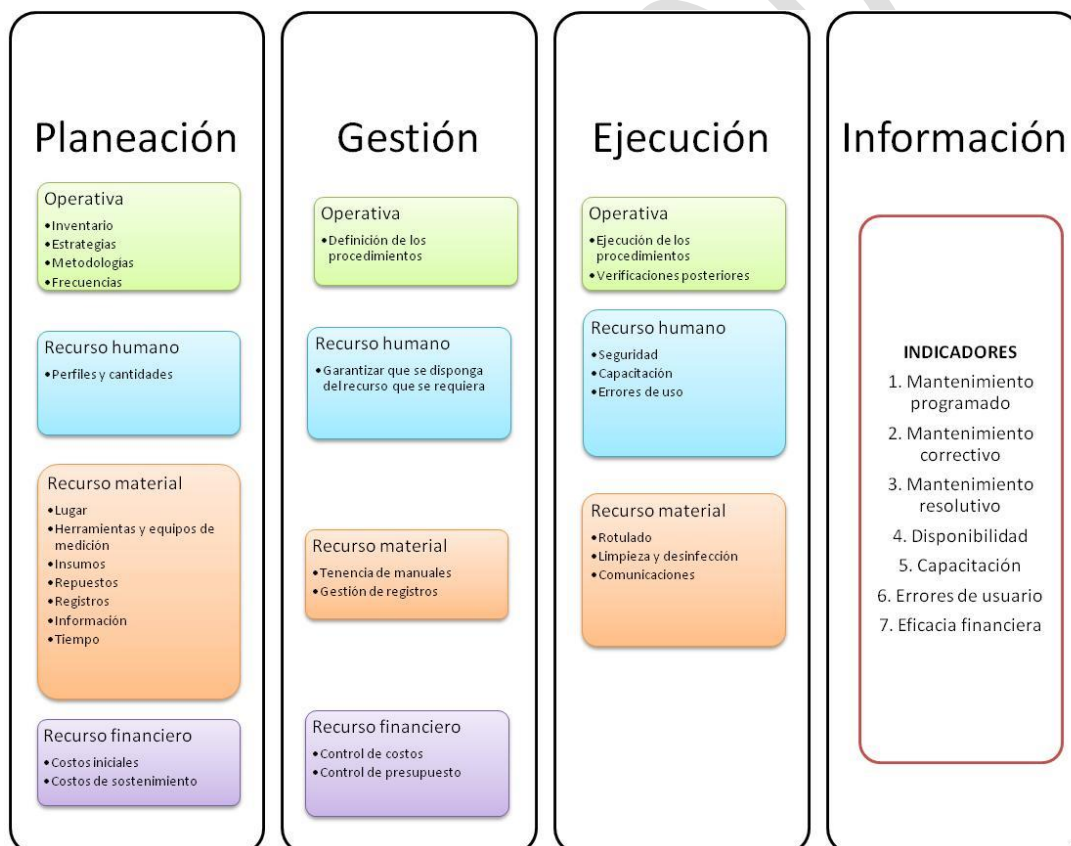 Planeación
Operativa
•Inventario
•Estrategias
•Metodologías
•Frecuencias
Recurso humano
•Perfiles y cantidades
Recurso material
•Lugar
•Herramientas y equipos de
medición
•Insumos
•Repuestos
•Registros
•Información
•Tiempo
Recurso financiero
•Costos iniciales
•Costos de sostenimiento
Gestión
Operativa
•Definición de los
procedimientos
Recurso humano
•Garantizar que se disponga
del recurso que se requiera
Recurso material
•Tenencia de manuales
•Gestión de registros
Recurso financiero
•Control de costos
•Control de presupuesto
Ejecución
Operativa
•Ejecución de los
procedimientos
•Verificaciones posteriores
Recurso humano
•Seguridad
•Capacitación
•Errores de uso
Recurso material
•Rotulado
•Limpieza y desinfección
•Comunicaciones
Información
INDICADORES
1. Mantenimiento
programado
2. Mantenimiento
correctivo
3. Mantenimiento
resolutivo
4. Disponibilidad
5. Capacitación
6. Errores de usuario
7. Eficacia financiera